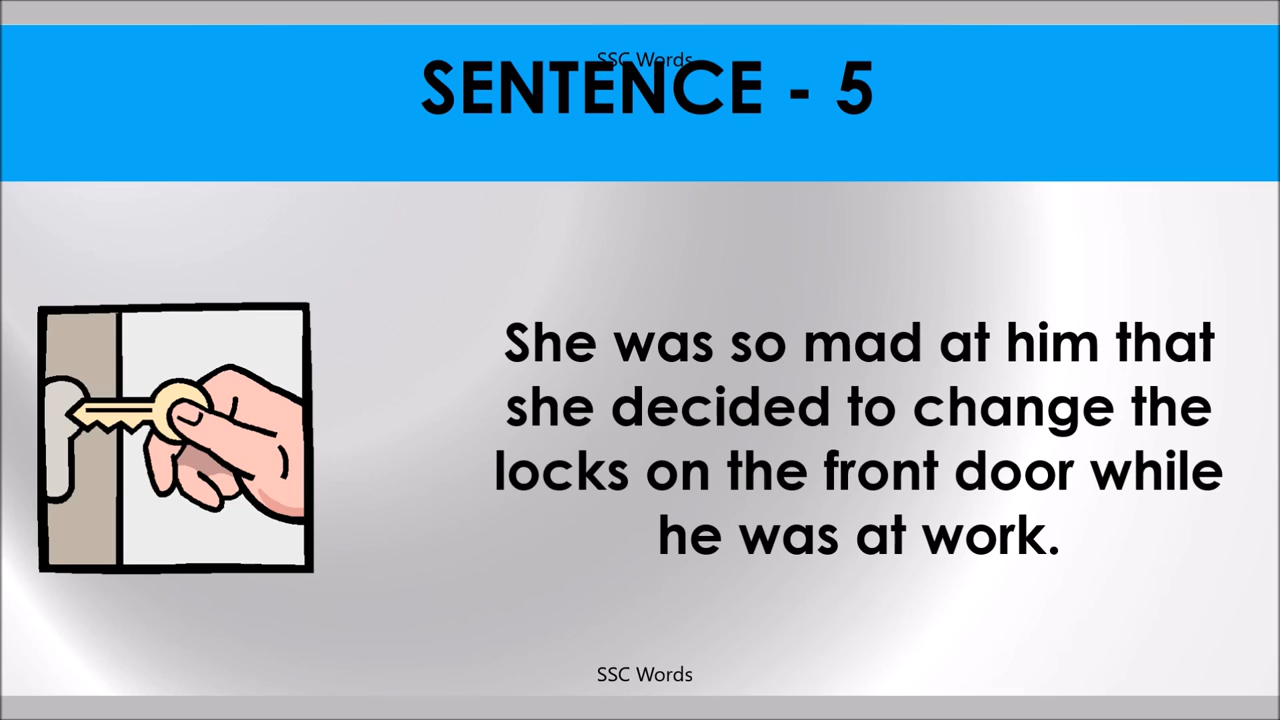 SSC Words
SENTENCE - 5
She was so mad at him that
she decided to change the
locks on the front door while
he was at work.
SSC Words